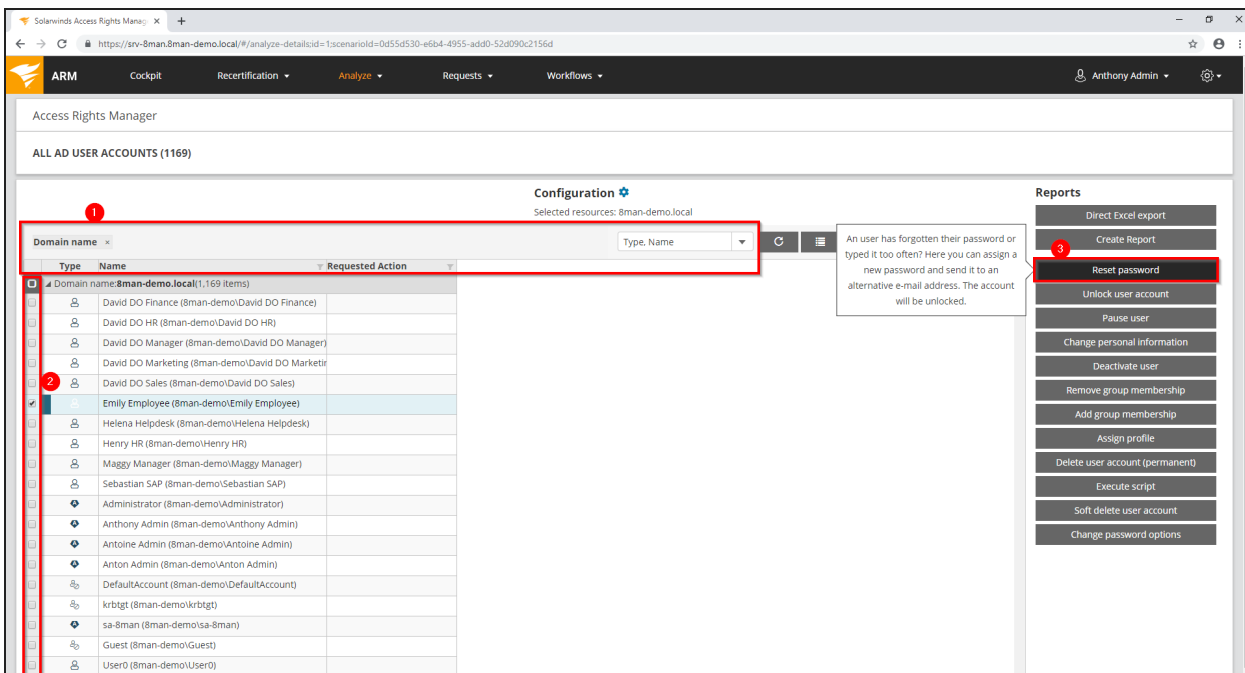 Solarwinds Access Rights Manag
https://srv-8man.8man-demo.local/#/analyze-details;id=1;scenarioId=0d55d530-e6b4-4955-add0-52d090c2156d
ARM Cockpit Recertification Analyze Requests Workflows Anthony Admin
Access Rights Manager
ALL AD USER ACCOUNTS (1169)
Configuration
Selected resources: 8man-demo.local
1
Domain name ×
Type, Name
Type Name Requested Action
Domain name:8man-demo.local(1,169 items)
David DO Finance (8man-demo\David DO Finance)
David DO HR (8man-demo\David DO HR)
David DO Manager (8man-demo\David DO Manager)
David DO Marketing (8man-demo\David DO Marketin
2
David DO Sales (8man-demo\David DO Sales)
Emily Employee (8man-demo\Emily Employee)
Helena Helpdesk (8man-demo\Helena Helpdesk)
Henry HR (8man-demo\Henry HR)
Maggy Manager (8man-demo\Maggy Manager)
Sebastian SAP (8man-demo\Sebastian SAP)
Administrator (8man-demo\Administrator)
Anthony Admin (8man-demo\Anthony Admin)
Antoine Admin (8man-demo\Antoine Admin)
Anton Admin (8man-demo\Anton Admin)
DefaultAccount (8man-demo\DefaultAccount)
krbtgt (8man-demo\krbtgt)
sa-8man (8man-demo\sa-8man)
Guest (8man-demo\Guest)
User0 (8man-demo\User0)
An user has forgotten their password or
typed it too often? Here you can assign a
new password and send it to an
alternative e-mail address. The account
will be unlocked.
Reports
Direct Excel export
Create Report
3
Reset password
Unlock user account
Pause user
Change personal information
Deactivate user
Remove group membership
Add group membership
Assign profile
Delete user account (permanent)
Execute script
Soft delete user account
Change password options